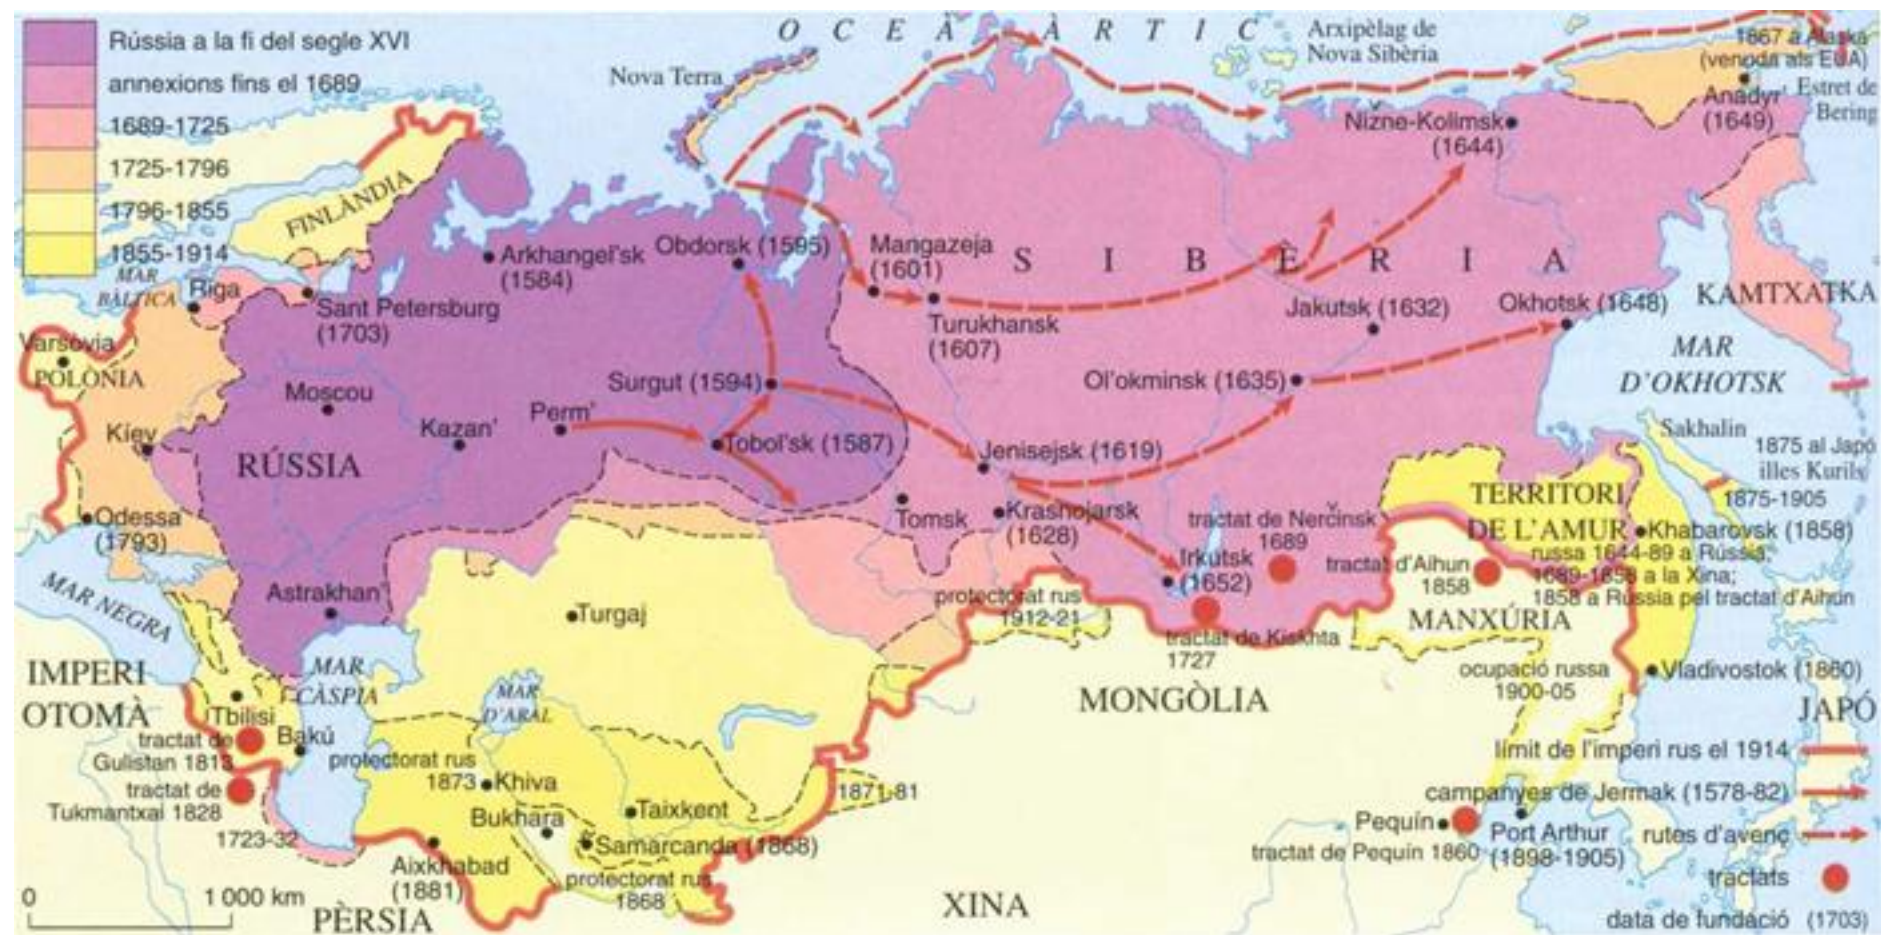 Rússia a la fi del segle XVI
annexions fins el 1689
1689-1725
1725-1796
1796-1855
1855-1914
OCEÀ ÀRTIC
Arxipèlag de
Nova Sibèria
1867 a Alaska
(venuda als EUA)
Estret de
Bering
Anadyr'
(1649)
Nova Terra
Nižne-Kolimsk
(1644)
FINLÀNDIA
MAR
BÀLTICA
Riga
Sant Petersburg
(1703)
Arkhangel'sk
(1584)
Obdorsk (1595)
Mangazeja
(1601)
SIBÈRIA
Turukhansk
(1607)
Jakutsk (1632)
Okhotsk (1648)
KAMTXATKA
MAR
D'OKHOTSK
Varsòvia
POLÒNIA
Moscou
Surgut (1594)
Ol'okminsk (1635)
Kíev
Kazan'
Perm'
Tobol'sk (1587)
Jenisejsk (1619)
RÚSSIA
Sakhalin
1875 al Japó
illes Kurils
1875-1905
Odessa
(1793)
Tomsk
Krashojarsk
(1628)
tractat de Nerčinsk
1689
Irkutsk
(1652)
TERRITORI
DE L'AMUR
Khabarovsk (1858)
russa 1644-89 a Rússia;
1689-1858 a la Xina;
1858 a Rússia pel tractat d'Aihun
tractat d'Aihun
1858
MANXÚRIA
MAR NEGRA
Astrakhan'
Turgaj
protectorat rus
1912-21
tractat de Kiskhta
1727
ocupació russa
1900-05
Vladivostok (1860)
IMPERI
OTOMÀ
MAR
CÀSPIA
MAR
D'ARAL
MONGÒLIA
JAPÓ
Tbilisi
Bakú
tractat de
Gulistan 1813
tractat de
Tukmantxai 1828
1723-32
protectorat rus
1873
Khiva
Bukhara
Taixkent
Samarcanda (1868)
1871-81
Aixkhabad
(1881)
protectorat rus
1868
Pequín
tractat de Pequín 1860
Port Arthur
(1898-1905)
XINA
PÈRSIA
0 1 000 km
límit de l'imperi rus el 1914
campanyes de Jermak (1578-82)
rutes d'avenç
tractats
data de fundació (1703)